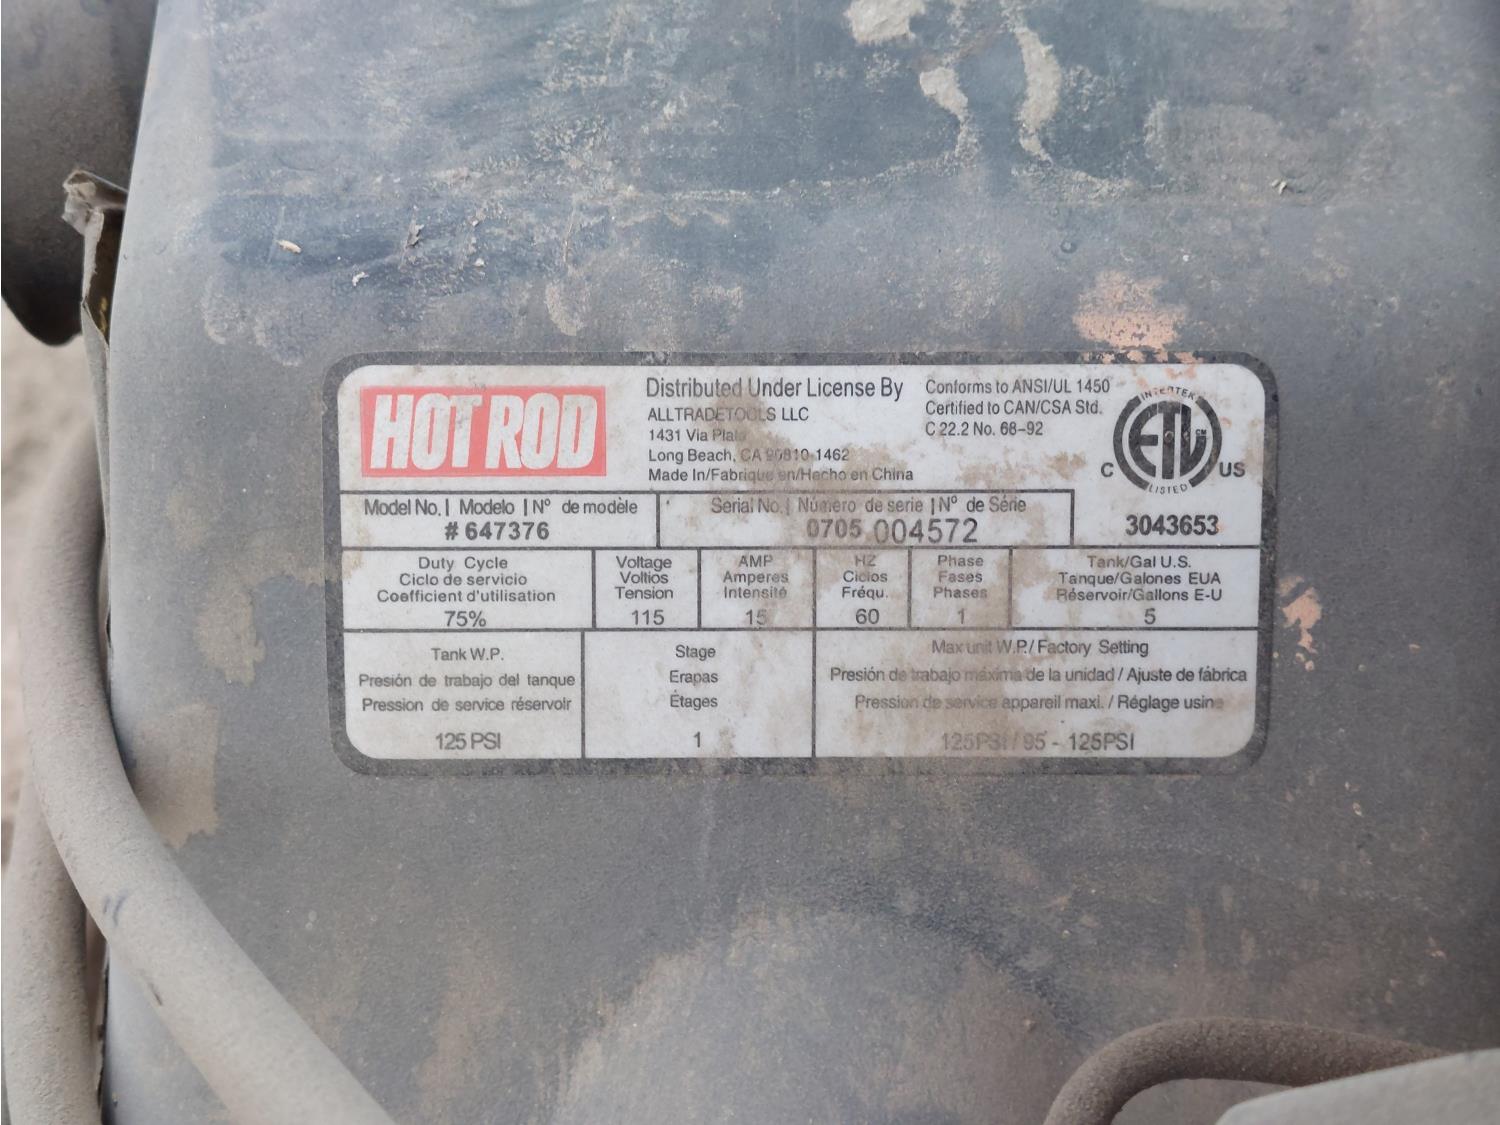 HOT ROD
Distributed Under License By
ALLTRADETOOLS LLC
1431 Via Plata
Long Beach, CA 90810-1462
Made In/Fabrique en/Hecho en China
Conforms to ANSI/UL 1450
Certified to CAN/CSA Std.
C 22.2 No. 68-92
INTERTEK
ETL CM
C US
LISTED
3043653
Model No. | Modelo | Nº de modèle
# 647376
Serial No. | Número de serie | Nº de Série
0705 004572
Duty Cycle
Ciclo de servicio
Coefficient d'utilisation
75%
Voltage
Voltios
Tension
115
AMP
Amperes
Intensité
15
HZ
Ciclos
Fréqu.
60
Phase
Fases
Phases
1
Tank/Gal U.S.
Tanque/Galones EUA
Réservoir/Gallons E-U
5
Tank W.P.
Presión de trabajo del tanque
Pression de service réservoir
125 PSI
Stage
Erapas
Étages
1
Max unit W.P./ Factory Setting
Presión de trabajo máxima de la unidad / Ajuste de fábrica
Pression de service appareil maxi. / Réglage usine
125PSI / 95 - 125PSI